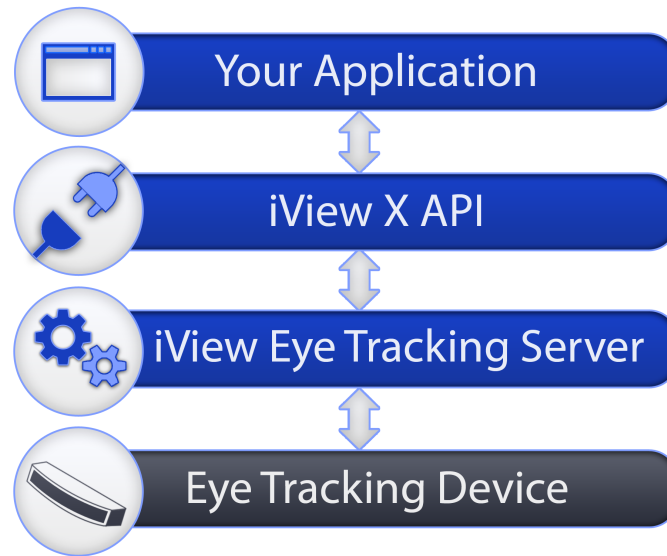 Your Application
iView X API
iView Eye Tracking Server
Eye Tracking Device